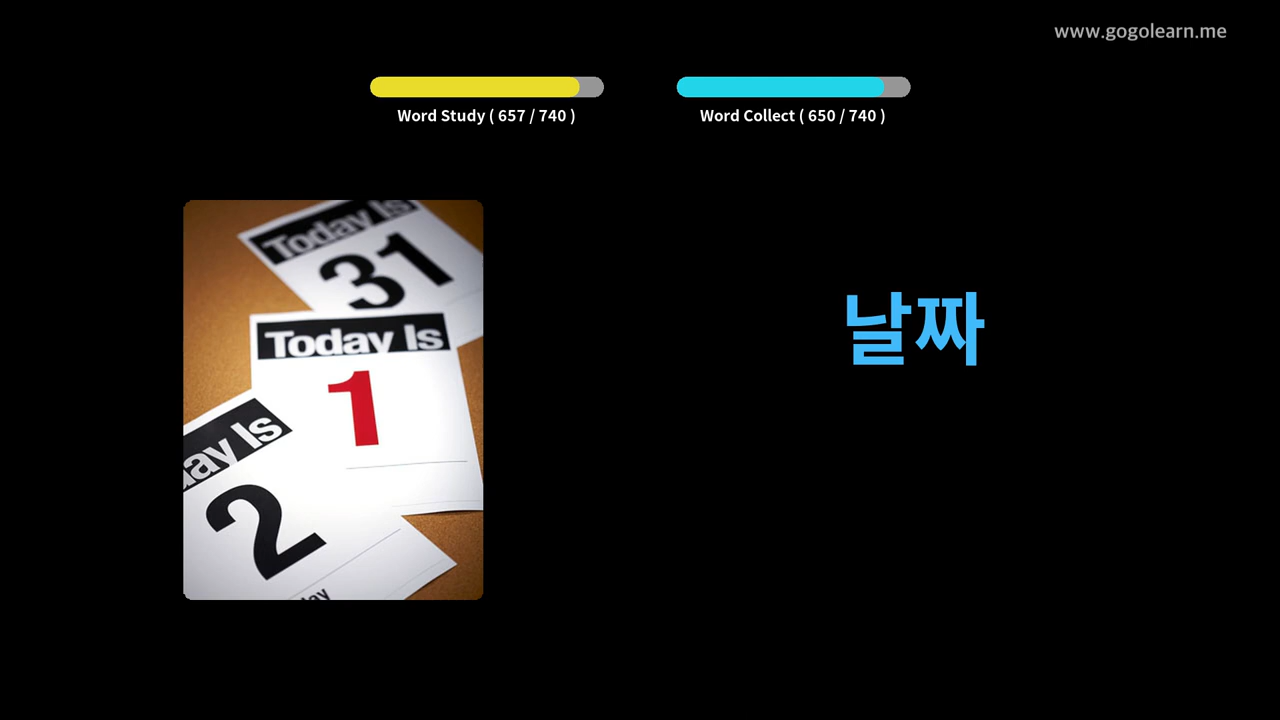 www.gogolearn.me
Word Study ( 657 / 740 )
Word Collect ( 650 / 740 )
Today Is
31
Today Is
1
ay Is
2
ay
날짜